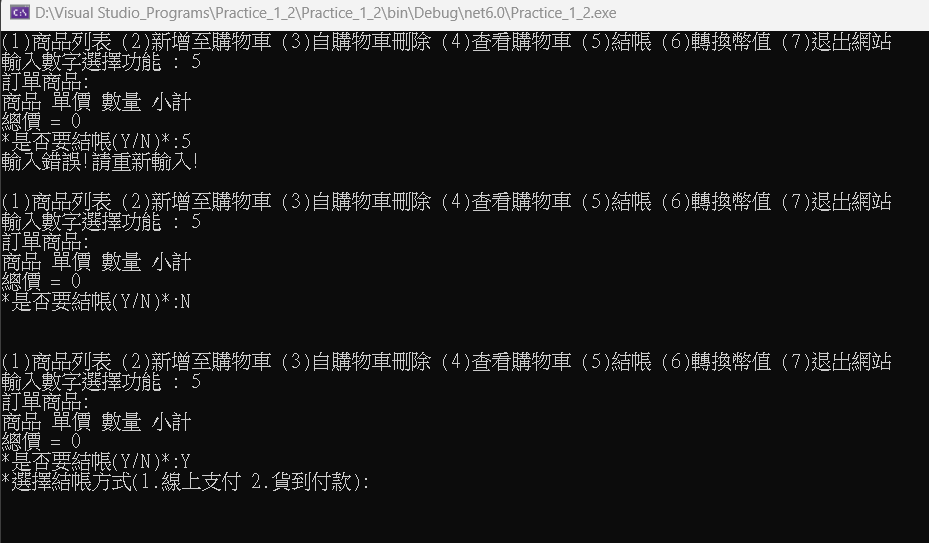 D:\Visual Studio_Programs\Practice_1_2\Practice_1_2\bin\Debug\net6.0\Practice_1_2.exe
(1)商品列表 (2)新增至購物車 (3)自購物車刪除 (4)查看購物車 (5)結帳 (6)轉換幣值 (7)退出網站
輸入數字選擇功能 : 5
訂單商品:
商品 單價 數量 小計
總價 = 0
*是否要結帳(Y/N)*:5
輸入錯誤!請重新輸入!
(1)商品列表 (2)新增至購物車 (3)自購物車刪除 (4)查看購物車 (5)結帳 (6)轉換幣值 (7)退出網站
輸入數字選擇功能 : 5
訂單商品:
商品 單價 數量 小計
總價 = 0
*是否要結帳(Y/N)*:N
(1)商品列表 (2)新增至購物車 (3)自購物車刪除 (4)查看購物車 (5)結帳 (6)轉換幣值 (7)退出網站
輸入數字選擇功能 : 5
訂單商品:
商品 單價 數量 小計
總價 = 0
*是否要結帳(Y/N)*:Y
*選擇結帳方式(1.線上支付 2.貨到付款):